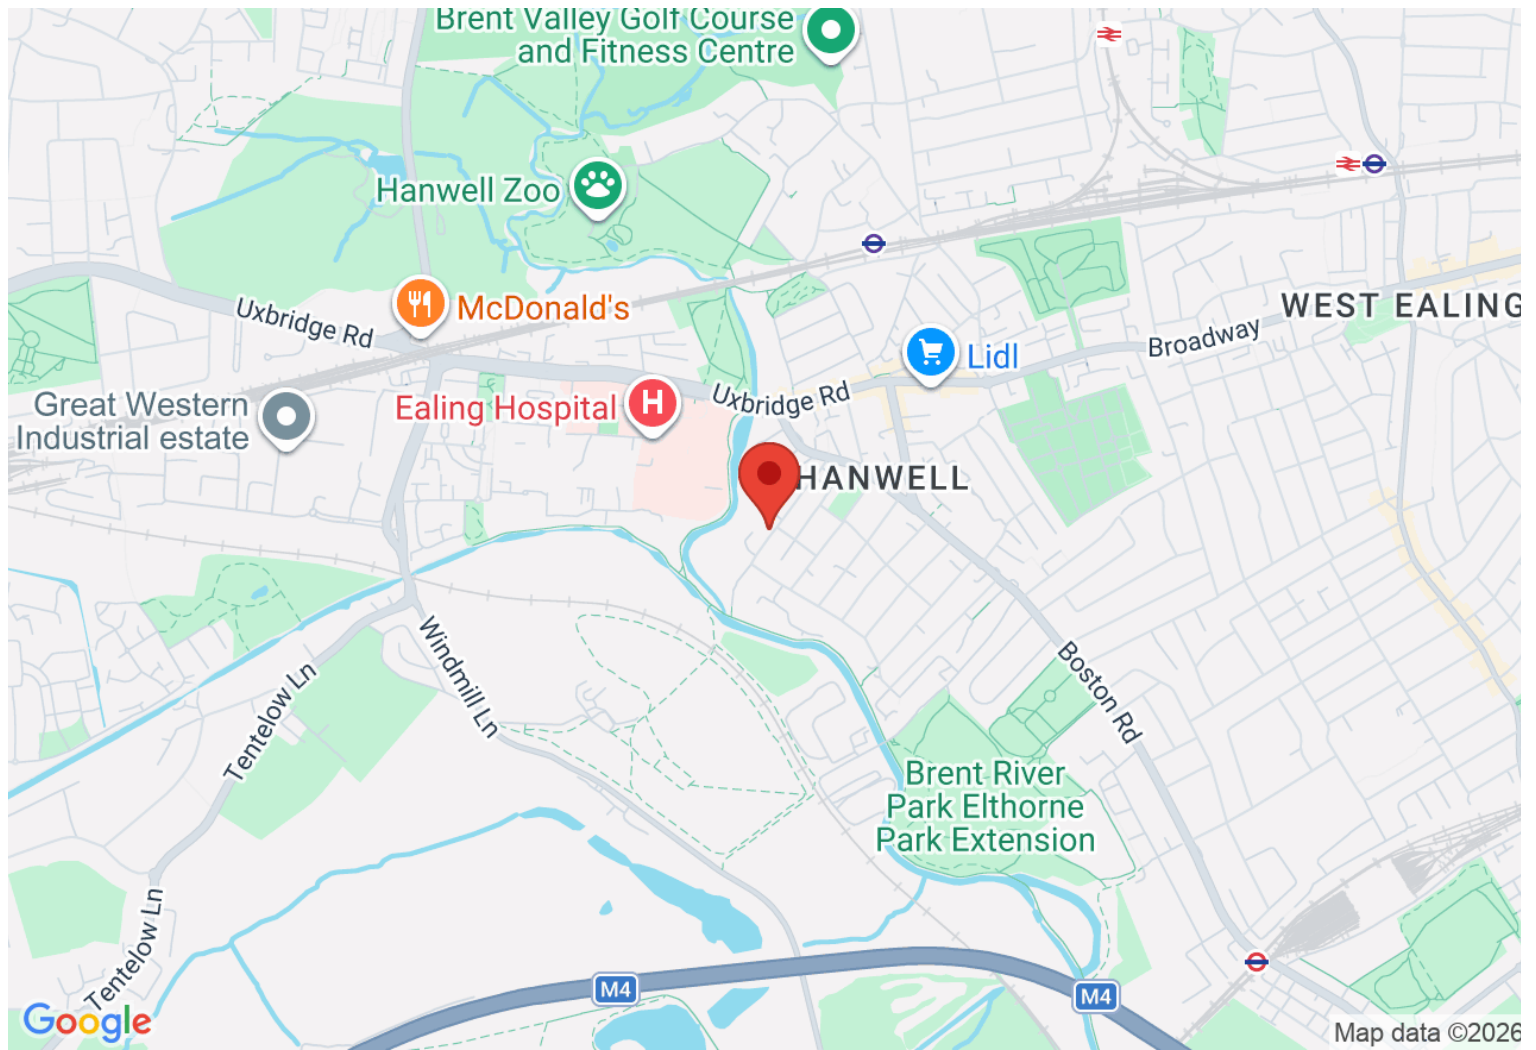 Brent Valley Golf Course
and Fitness Centre
Hanwell Zoo
McDonald's
Uxbridge Rd
WEST EALING
Broadway
Lidl
Great Western
Industrial estate
Ealing Hospital
H
Uxbridge Rd
HANWELL
Windmill Ln
Tentelow Ln
Boston Rd
Brent River
Park Elthorne
Park Extension
Tentelow Ln
M4
M4
Google
Map data ©2026